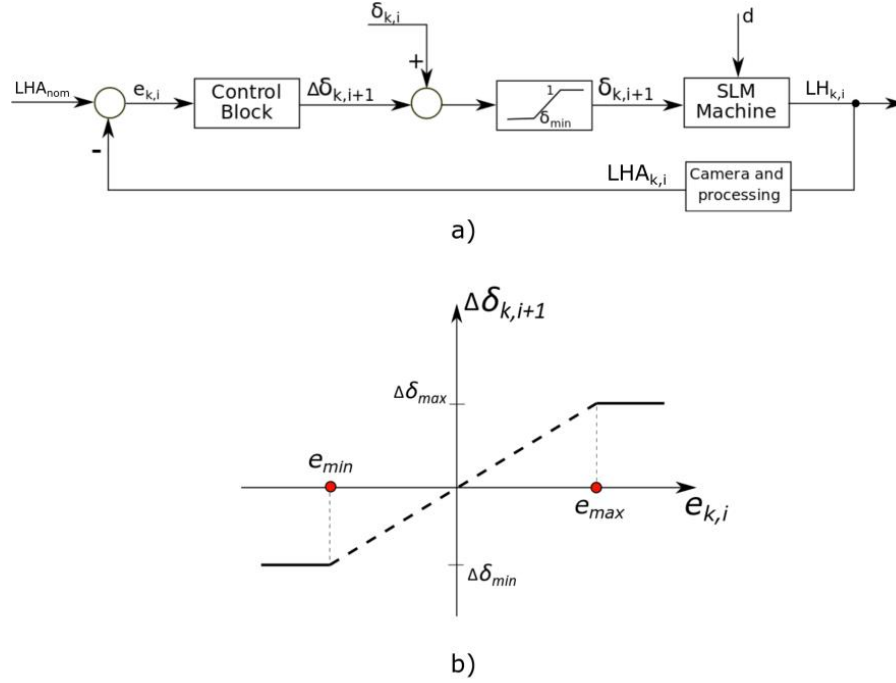 δk,i
d
+
LHAnom
ek,i
Control
Block
Δδk,i+1
1
δmin
δk,i+1
SLM
Machine
LHk,i
-
LHAk,i
Camera and
processing
a)
Δδk,i+1
Δδmax
emin
emax
ek,i
Δδmin
b)